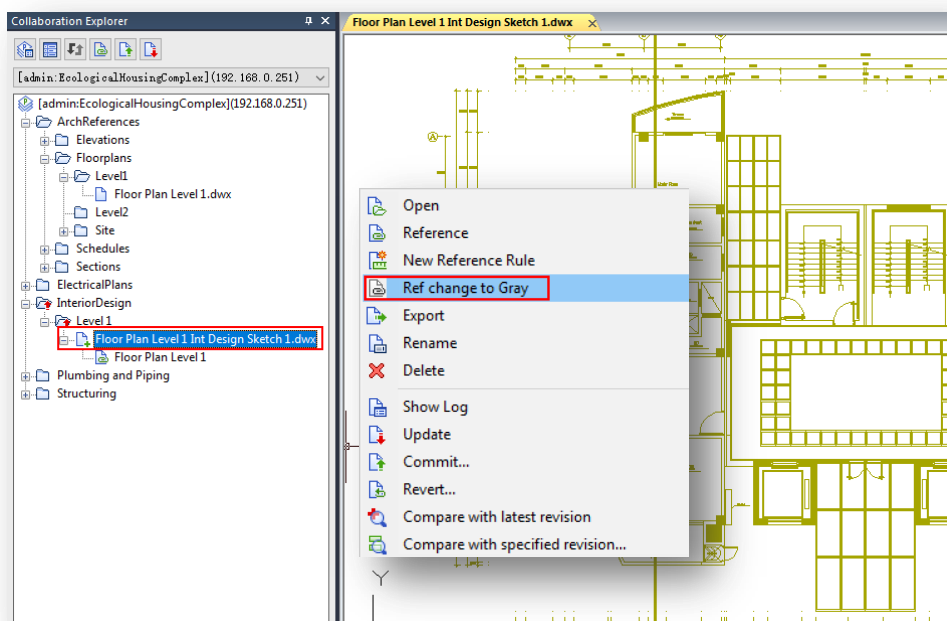 Collaboration Explorer
[admin:EcologicalHousingComplex](192.168.0.251)
[admin:EcologicalHousingComplex](192.168.0.251)
ArchReferences
Elevations
Floorplans
Level1
Floor Plan Level 1.dwx
Level2
Site
Schedules
Sections
ElectricalPlans
InteriorDesign
Level 1
Floor Plan Level 1 Int Design Sketch 1.dwx
Floor Plan Level 1
Plumbing and Piping
Structuring
Floor Plan Level 1 Int Design Sketch 1.dwx
A
Open
Reference
New Reference Rule
Ref change to Gray
Export
Rename
Delete
Show Log
Update
Commit...
Revert...
Compare with latest revision
Compare with specified revision...
Y